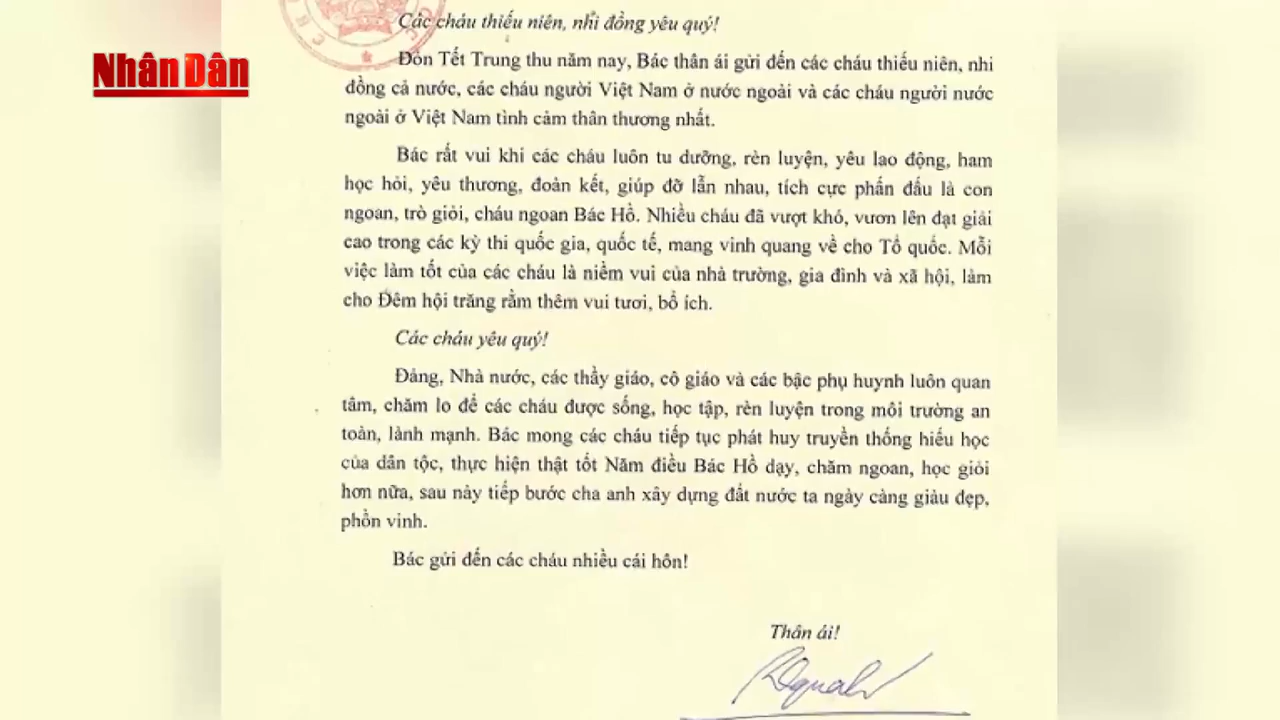 Các cháu thiếu niên, nhi đồng yêu quý!
Nhân Dân
Đón Tết Trung thu năm nay, Bác thân ái gửi đến các cháu thiếu niên, nhi
đồng cả nước, các cháu người Việt Nam ở nước ngoài và các cháu người nước
ngoài ở Việt Nam tình cảm thân thương nhất.
Bác rất vui khi các cháu luôn tu dưỡng, rèn luyện, yêu lao động, ham
học hỏi, yêu thương, đoàn kết, giúp đỡ lẫn nhau, tích cực phấn đấu là con
ngoan, trò giỏi, cháu ngoan Bác Hồ. Nhiều cháu đã vượt khó, vươn lên đạt giải
cao trong các kỳ thi quốc gia, quốc tế, mang vinh quang về cho Tổ quốc. Mỗi
việc làm tốt của các cháu là niềm vui của nhà trường, gia đình và xã hội, làm
cho Đêm hội trăng rằm thêm vui tươi, bổ ích.
Các cháu yêu quý!
Đảng, Nhà nước, các thầy giáo, cô giáo và các bậc phụ huynh luôn quan
tâm, chăm lo để các cháu được sống, học tập, rèn luyện trong môi trường an
toàn, lành mạnh. Bác mong các cháu tiếp tục phát huy truyền thống hiếu học
của dân tộc, thực hiện thật tốt Năm điều Bác Hồ dạy, chăm ngoan, học giỏi
hơn nữa, sau này tiếp bước cha anh xây dựng đất nước ta ngày càng giàu đẹp,
phồn vinh.
Bác gửi đến các cháu nhiều cái hôn!
Thân ái!